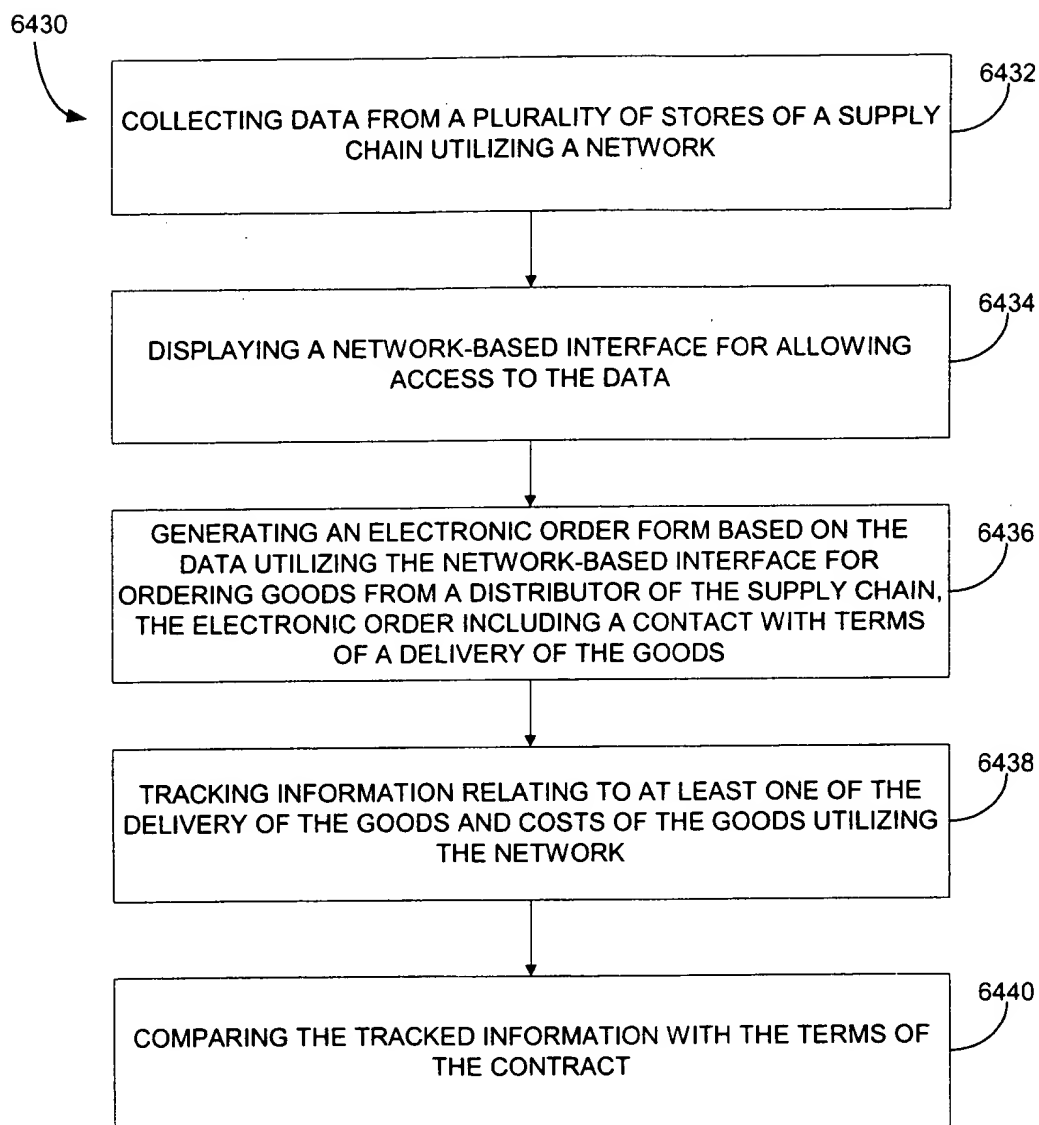 6430
6432
COLLECTING DATA FROM A PLURALITY OF STORES OF A SUPPLY
CHAIN UTILIZING A NETWORK
6434
DISPLAYING A NETWORK-BASED INTERFACE FOR ALLOWING
ACCESS TO THE DATA
6436
GENERATING AN ELECTRONIC ORDER FORM BASED ON THE
DATA UTILIZING THE NETWORK-BASED INTERFACE FOR
ORDERING GOODS FROM A DISTRIBUTOR OF THE SUPPLY CHAIN,
THE ELECTRONIC ORDER INCLUDING A CONTACT WITH TERMS
OF A DELIVERY OF THE GOODS
6438
TRACKING INFORMATION RELATING TO AT LEAST ONE OF THE
DELIVERY OF THE GOODS AND COSTS OF THE GOODS UTILIZING
THE NETWORK
6440
COMPARING THE TRACKED INFORMATION WITH THE TERMS OF
THE CONTRACT